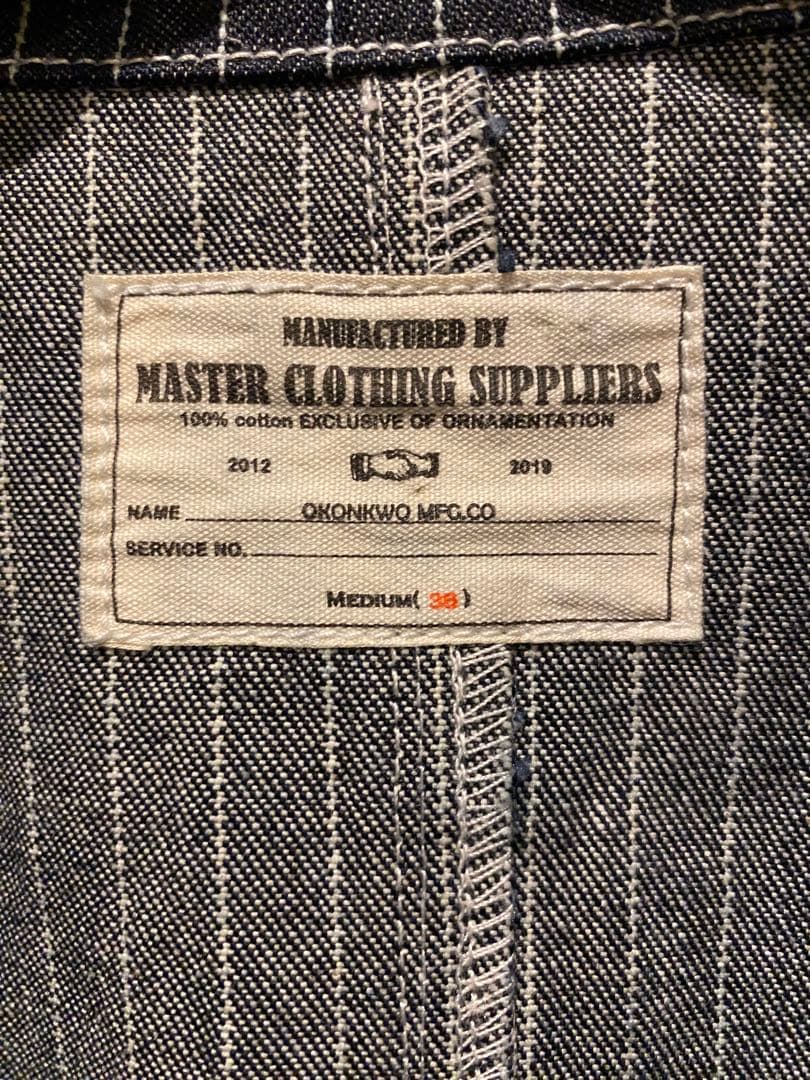 MANUFACTURED BY
MASTER CLOTHING SUPPLIERS
100% cotton EXCLUSIVE OF ORNAMENTATION
2012 2019
NAME OKONKWO MFG.CO
SERVICE NO.
MEDIUM( 38 )